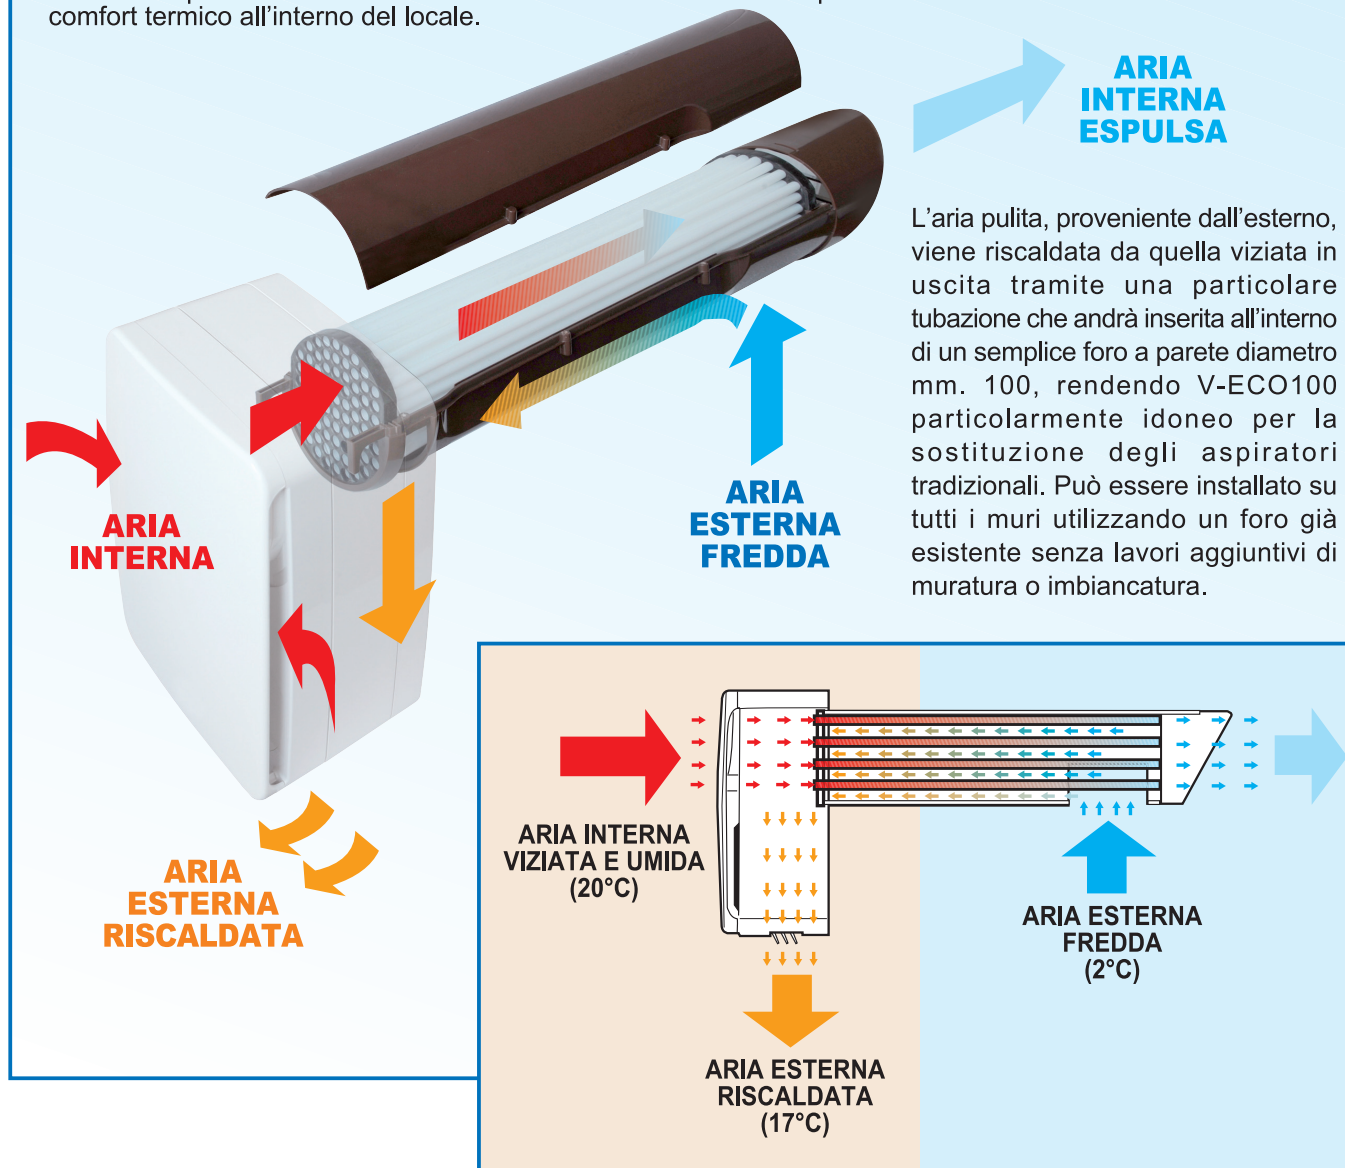 comfort termico all'interno del locale.
ARIA
INTERNA
ESPULSA
L'aria pulita, proveniente dall'esterno,
viene riscaldata da quella viziata in
uscita tramite una particolare
tubazione che andrà inserita all'interno
di un semplice foro a parete diametro
mm. 100, rendendo V-ECO100
particolarmente idoneo per la
sostituzione degli aspiratori
tradizionali. Può essere installato su
tutti i muri utilizzando un foro già
esistente senza lavori aggiuntivi di
muratura o imbiancatura.
ARIA
INTERNA
ARIA
ESTERNA
FREDDA
ARIA
ESTERNA
RISCALDATA
ARIA INTERNA
VIZIATA E UMIDA
(20°C)
ARIA ESTERNA
FREDDA
(2°C)
ARIA ESTERNA
RISCALDATA
(17°C)